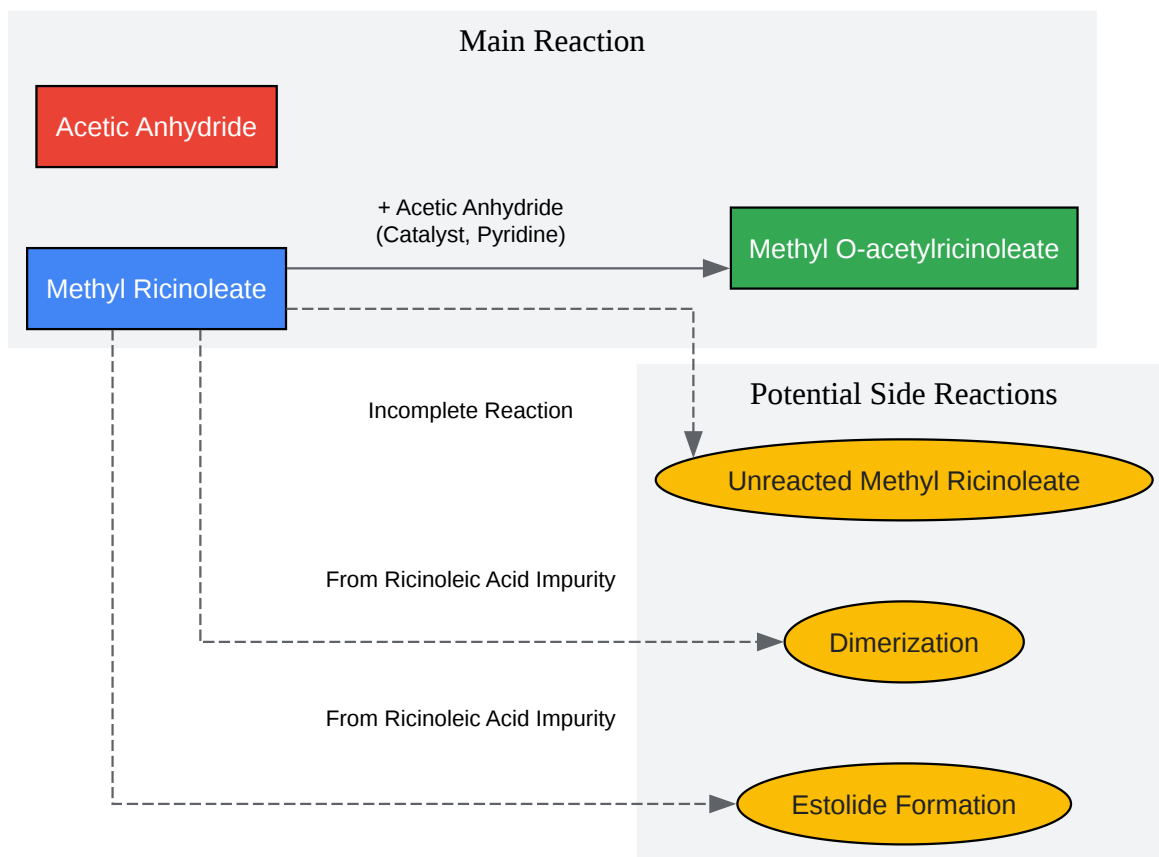 Main Reaction
Acetic Anhydride
+ Acetic Anhydride
(Catalyst, Pyridine)
Methyl O-acetylricinoleate
Methyl Ricinoleate
Potential Side Reactions
Incomplete Reaction
Unreacted Methyl Ricinoleate
From Ricinoleic Acid Impurity
Dimerization
From Ricinoleic Acid Impurity
Estolide Formation